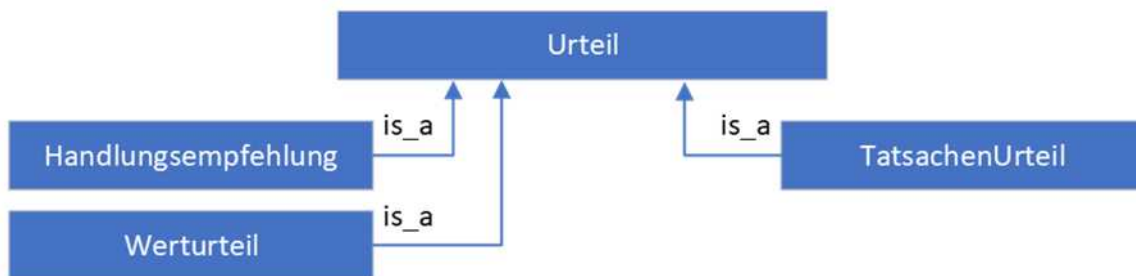 Urteil
is_a
is_a
Handlungsempfehlung
TatsachenUrteil
is_a
Werturteil